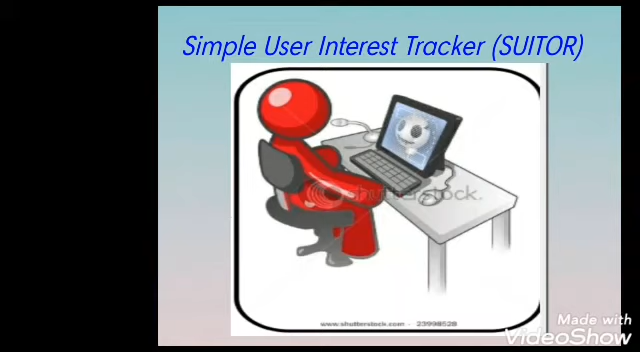 Simple User Interest Tracker (SUITOR)
shutterstock.
www.shutterstock.com · 23998528
Made with
VideoShow